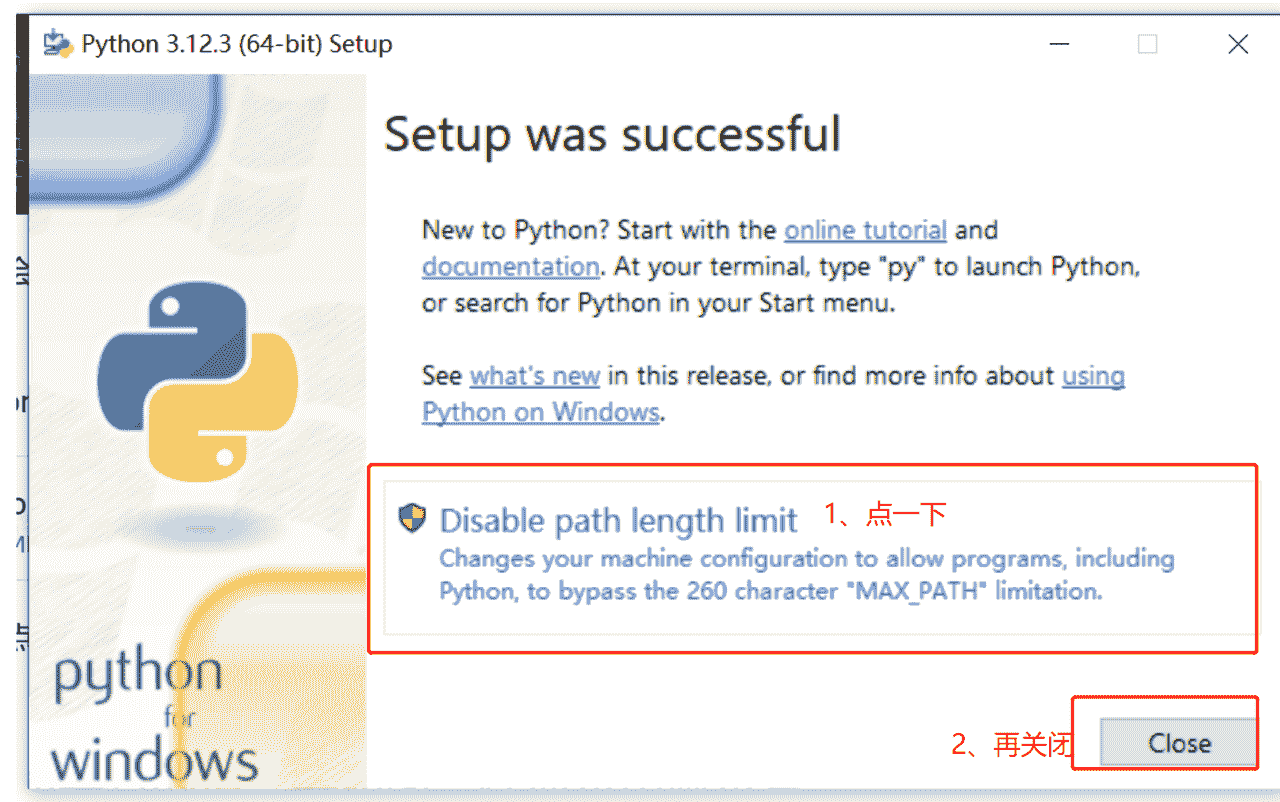 Python 3.12.3 (64-bit) Setup
Setup was successful
New to Python? Start with the online tutorial and
documentation. At your terminal, type "py" to launch Python,
or search for Python in your Start menu.
See what's new in this release, or find more info about using
Python on Windows.
Disable path length limit 1、点一下
Changes your machine configuration to allow programs, including
Python, to bypass the 260 character "MAX_PATH" limitation.
python
for
windows
2、再关闭 Close